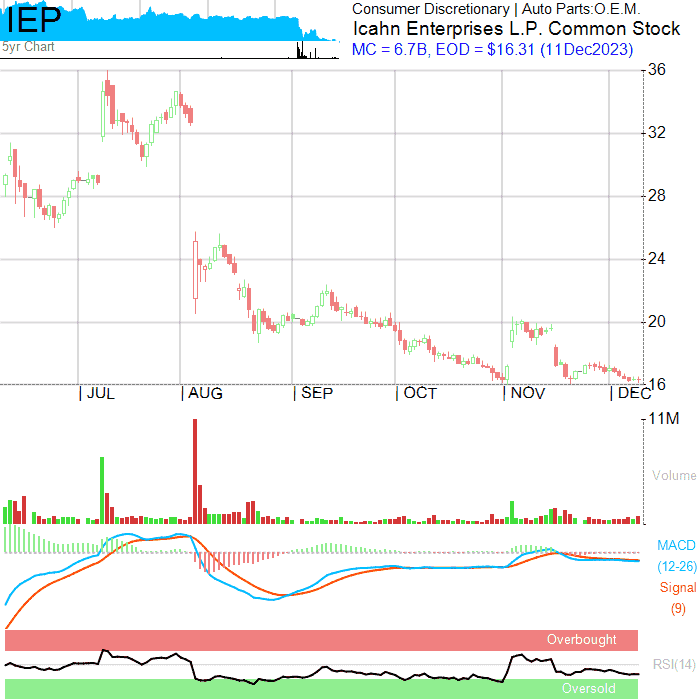 IEP
5yr Chart
Consumer Discretionary | Auto Parts:O.E.M.
Icahn Enterprises L.P. Common Stock
MC = 6.7B, EOD = $16.31 (11Dec2023)
36
32
28
24
20
16
| JUL | AUG | SEP | OCT | NOV | DEC
11M
Volume
MACD
(12-26)
Signal
(9)
Overbought
RSI(14)
Oversold